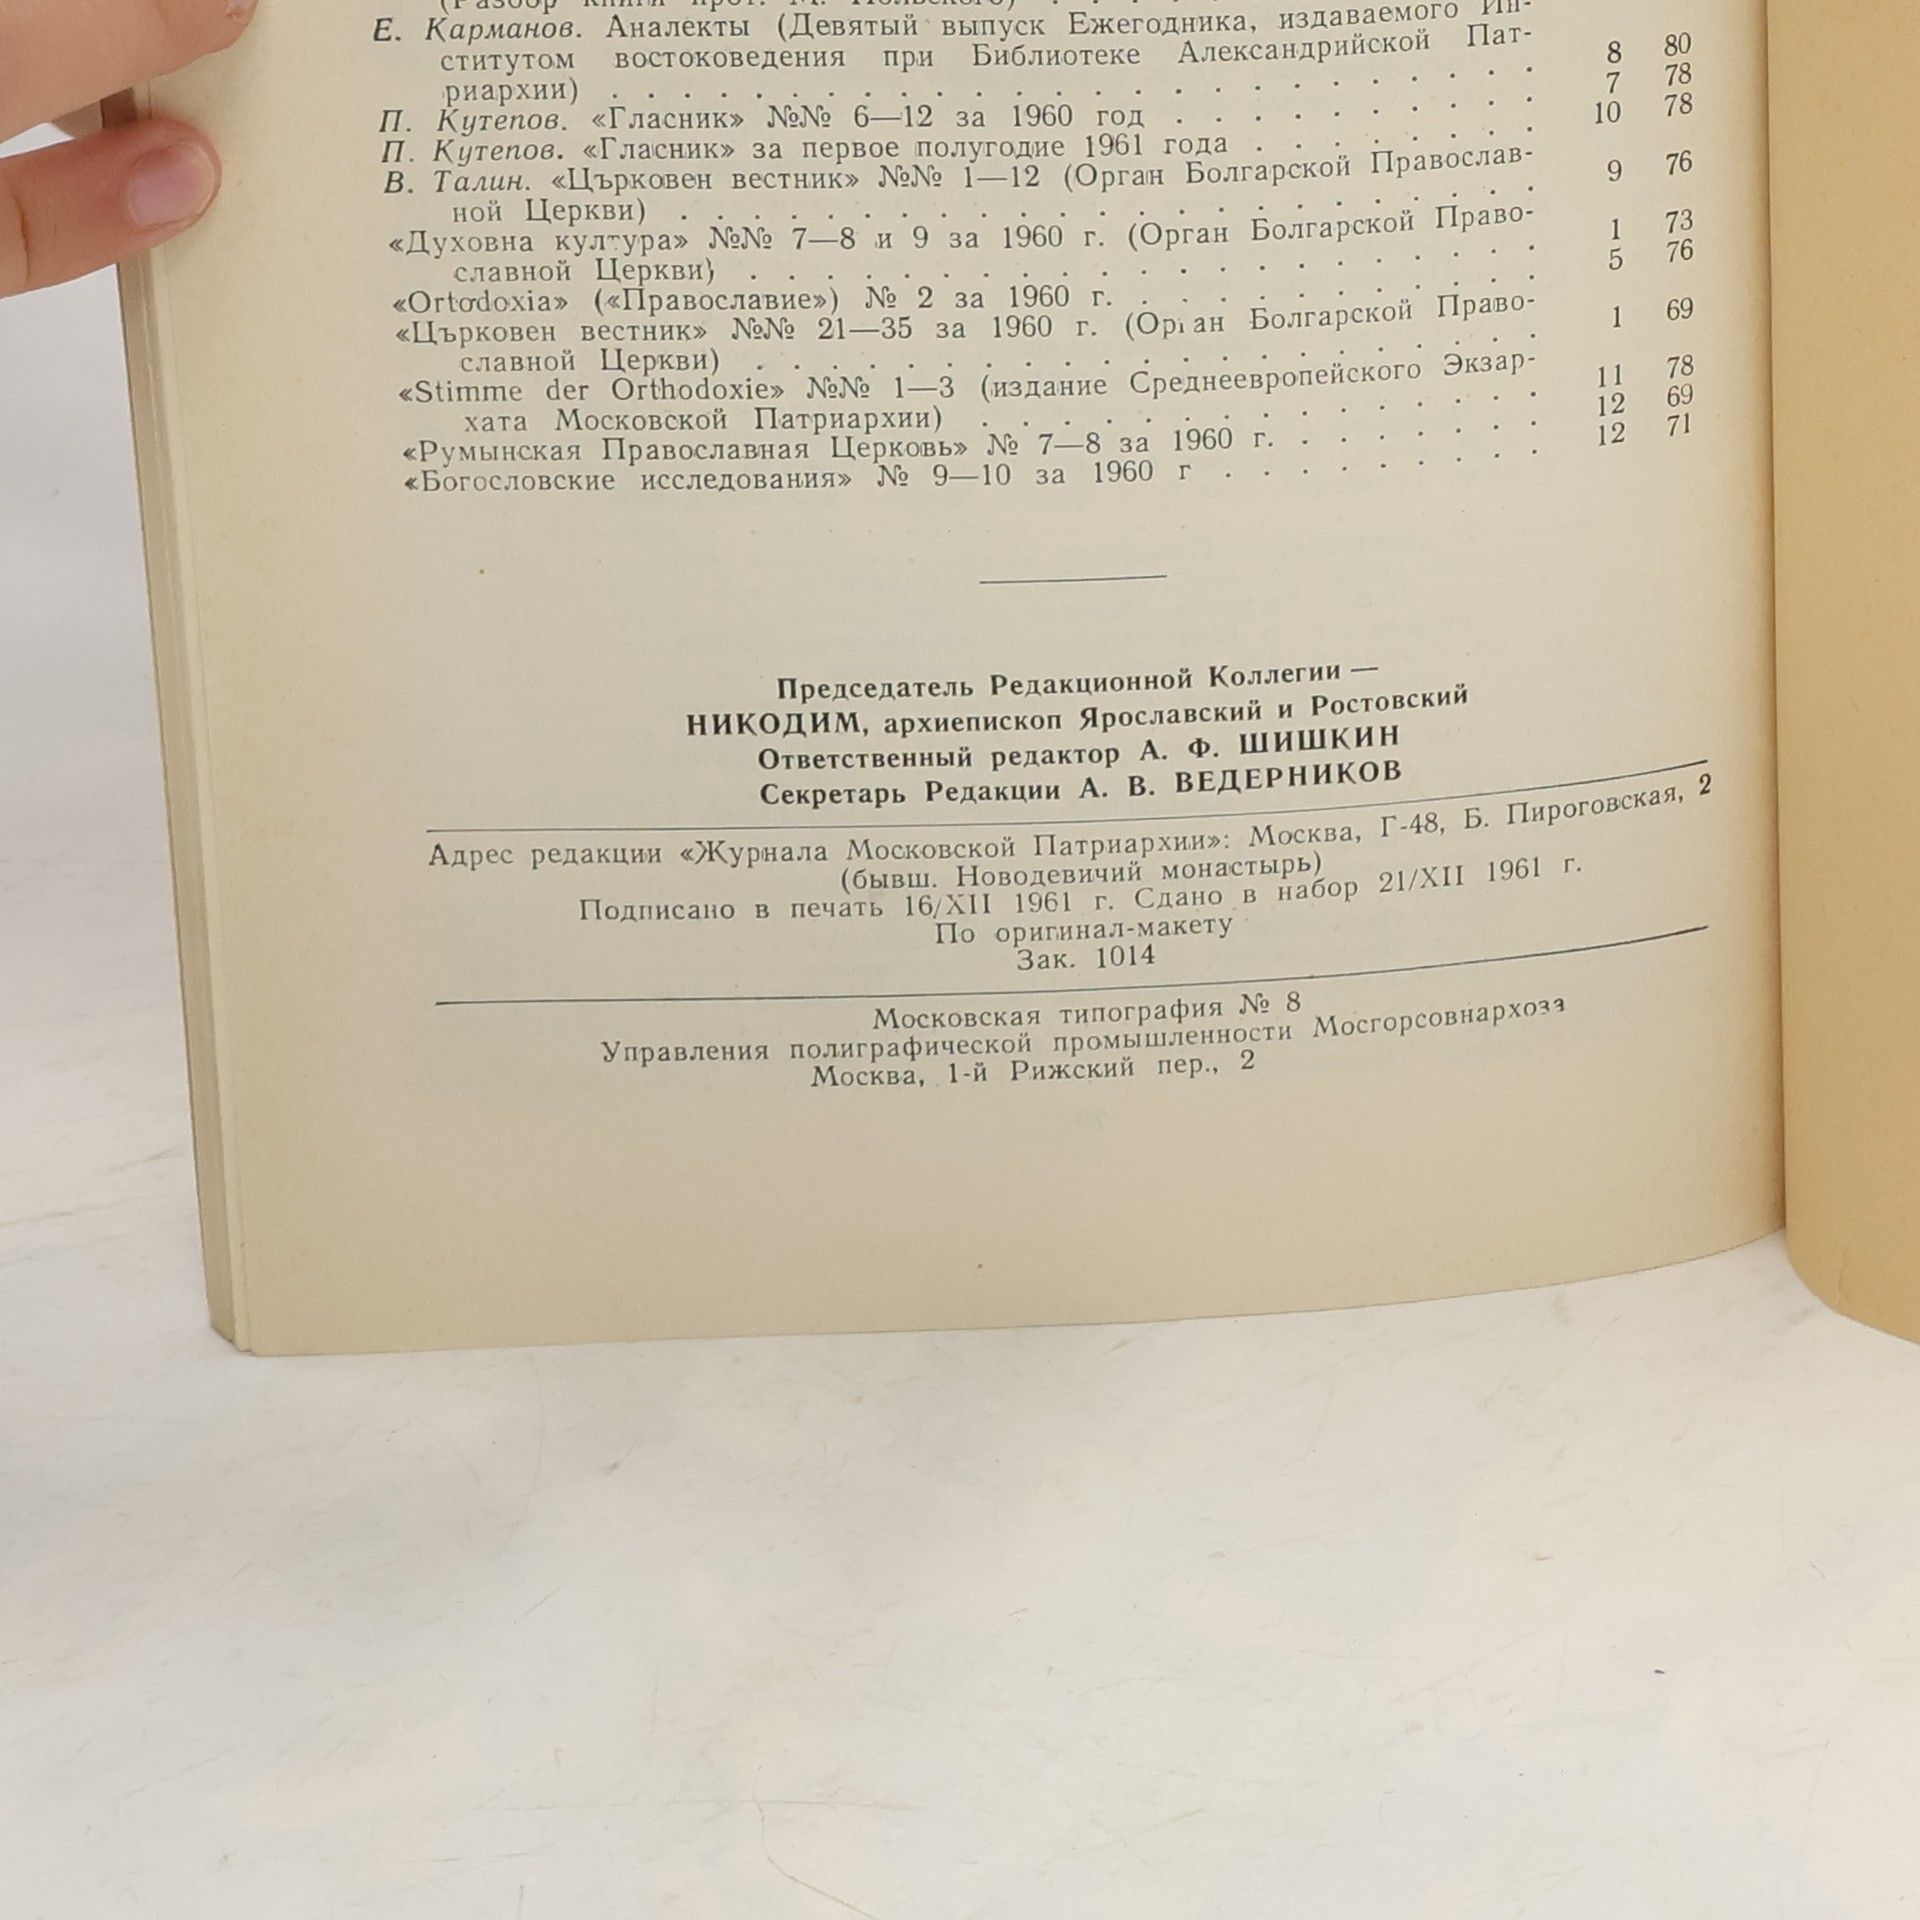 (Разбор книги прот. М. Польского) . . . .
Е. Карманов. Аналекты (Девятый выпуск Ежегодника, издаваемого Ин-
ститутом востоковедения при Библиотеке Александрийской Пат-
риархии) . . . . . . . . . . . . . . . . . . . . 8 80
П. Кутепов. «Гласник» №№ 6—12 за 1960 год . . . . . . . . . . 7 78
П. Кутепов. «Гласник» за первое полугодие 1961 года . . . . . . . . 10 78
В. Талин. «Църковен вестник» №№ 1—12 (Орган Болгарской Православ-
ной Церкви) . . . . . . . . . . . . . . . . . . . 9 76
«Духовна култура» №№ 7—8 и 9 за 1960 г. (Орган Болгарской Право-
славной Церкви) . . . . . . . . . . . . . . . . . 1 73
«Ortodoxia» («Православие») № 2 за 1960 г. . . . . . . . . . . . 5 76
«Църковен вестник» №№ 21—35 за 1960 г. (Орган Болгарской Право-
славной Церкви) . . . . . . . . . . . . . . . . . 1 69
«Stimme der Orthodoxie» №№ 1—3 (издание Среднеевропейского Экзар-
хата Московской Патриархии) . . . . . . . . . . . . 11 78
«Румынская Православная Церковь» № 7—8 за 1960 г. . . . . . . . 12 69
«Богословские исследования» № 9—10 за 1960 г . . . . . . . . . 12 71
Председатель Редакционной Коллегии —
НИКОДИМ, архиепископ Ярославский и Ростовский
Ответственный редактор А. Ф. ШИШКИН
Секретарь Редакции А. В. ВЕДЕРНИКОВ
Адрес редакции «Журнала Московской Патриархии»: Москва, Г-48, Б. Пироговская, 2
(бывш. Новодевичий монастырь)
Подписано в печать 16/XII 1961 г. Сдано в набор 21/XII 1961 г.
По оригинал-макету
Зак. 1014
Московская типография № 8
Управления полиграфической промышленности Мосгорсовнархоза
Москва, 1-й Рижский пер., 2